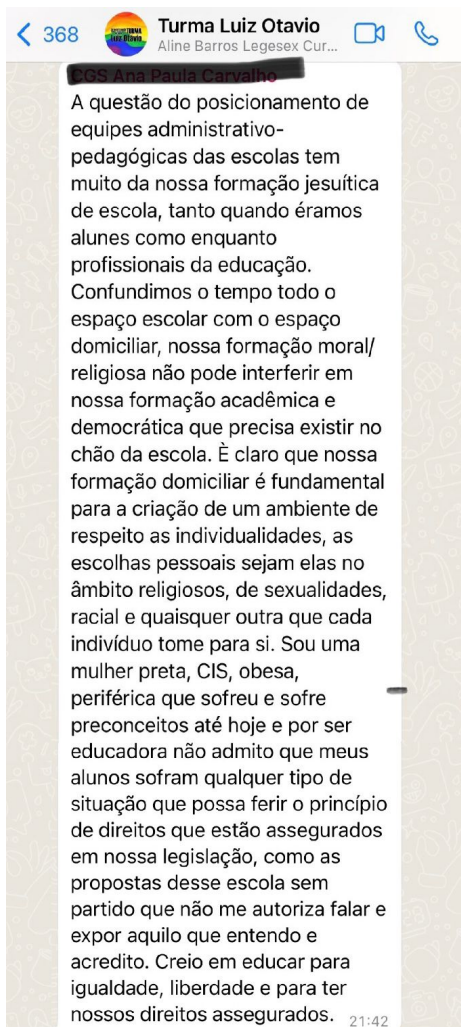 368
Turma Luiz Otavio
Aline Barros Legesex Cur...
A questão do posicionamento de
equipes administrativo-
pedagógicas das escolas tem
muito da nossa formação jesuítica
de escola, tanto quando éramos
alunes como enquanto
profissionais da educação.
Confundimos o tempo todo o
espaço escolar com o espaço
domiciliar, nossa formação moral/
religiosa não pode interferir em
nossa formação acadêmica e
democrática que precisa existir no
chão da escola. È claro que nossa
formação domiciliar é fundamental
para a criação de um ambiente de
respeito as individualidades, as
escolhas pessoais sejam elas no
âmbito religiosos, de sexualidades,
racial e quaisquer outra que cada
indivíduo tome para si. Sou uma
mulher preta, CIS, obesa,
periférica que sofreu e sofre
preconceitos até hoje e por ser
educadora não admito que meus
alunos sofram qualquer tipo de
situação que possa ferir o princípio
de direitos que estão assegurados
em nossa legislação, como as
propostas desse escola sem
partido que não me autoriza falar e
expor aquilo que entendo e
acredito. Creio em educar para
igualdade, liberdade e para ter
nossos direitos assegurados.
21:42